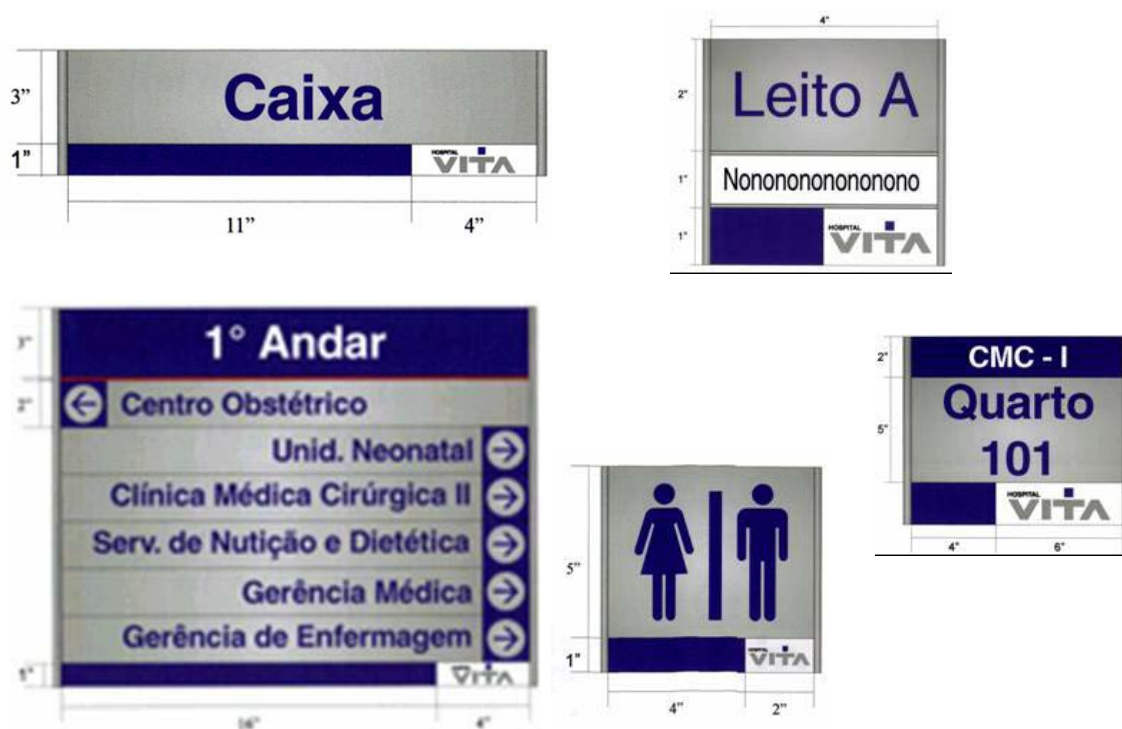 Caixa
HOSPITAL
VITA
3”
1”
11”
4”
4"
Leito A
Nononononononono
HOSPITAL
VITA
2"
1"
1"
1° Andar
Centro Obstétrico
Unid. Neonatal
Clínica Médica Cirúrgica II
Serv. de Nutição e Dietética
Gerência Médica
Gerência de Enfermagem
VITA
3"
2"
1"
16"
4"
HOSPITAL
VITA
5”
1”
4”
2”
CMC - I
Quarto
101
HOSPITAL
VITA
2"
5"
4"
6"